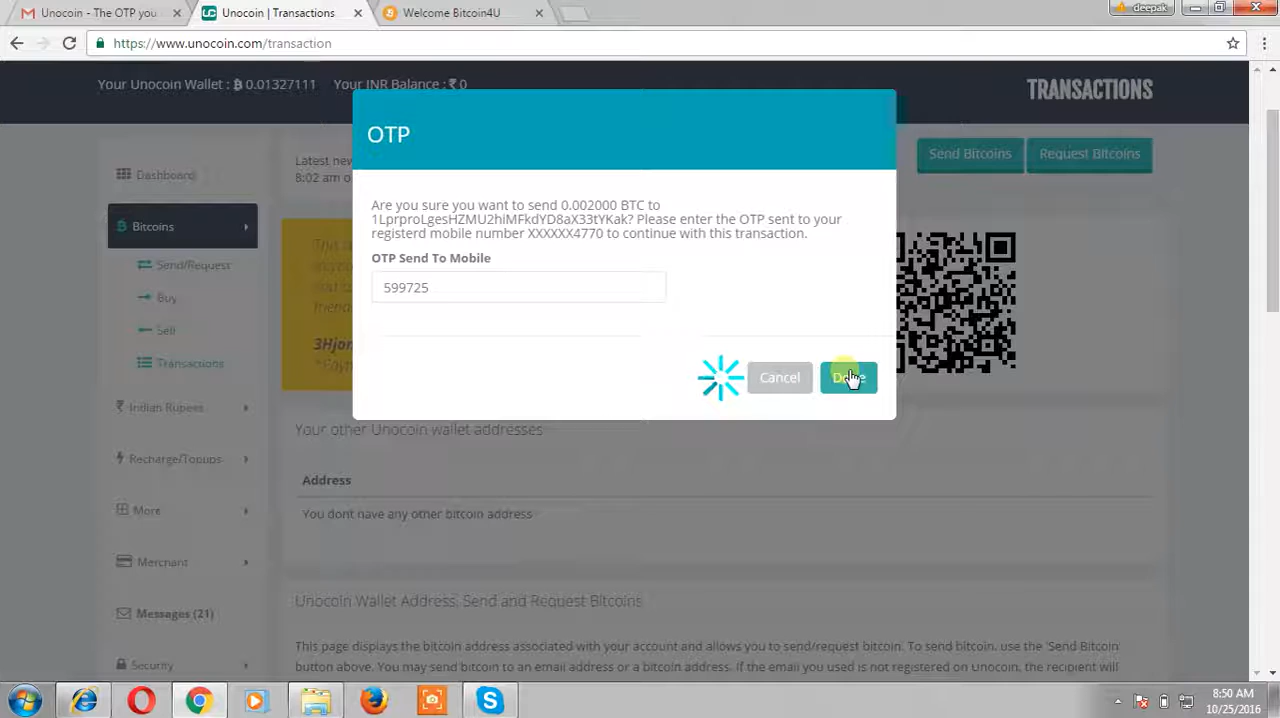 Unocoin - The OTP you
Unocoin | Transactions
Welcome Bitcoin4U
deepak
https://www.unocoin.com/transaction
Your Unocoin Wallet : ฿ 0.01327111 Your INR Balance : ₹ 0
TRANSACTIONS
OTP
Latest new
8:02 am o
Send Bitcoins
Request Bitcoins
Dashboard
Bitcoins
Send/Request
Buy
Sell
Transactions
Indian Rupees
Recharge/Topups
More
Merchant
Messages (21)
Security
Are you sure you want to send 0.002000 BTC to
1LprproLgesHZMU2hiMFkdYD8aX33tYKak? Please enter the OTP sent to your
registerd mobile number XXXXXX4770 to continue with this transaction.
OTP Send To Mobile
599725
Cancel
Done
3Hjon
Your other Unocoin wallet addresses
Address
You dont have any other bitcoin address
Unocoin Wallet Address, Send and Request Bitcoins
This page displays the bitcoin address associated with your account and allows you to send/request bitcoin. To send bitcoin, use the 'Send Bitcoin'
button above. You may send bitcoin to an email address or a bitcoin address. If the email you used is not registered on Unocoin, the recipient will
8:50 AM
10/25/2016